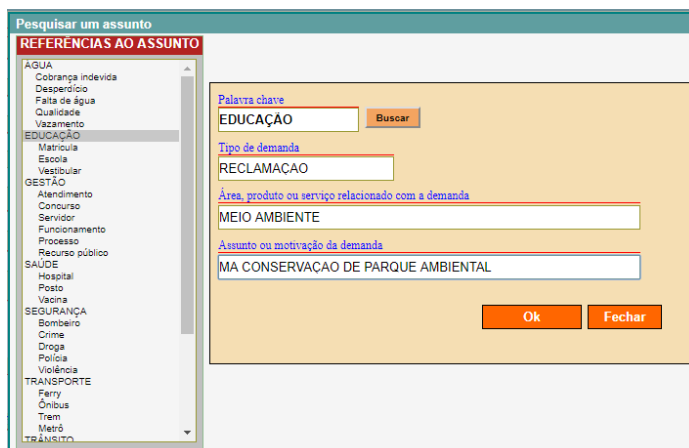 Pesquisar um assunto
REFERÊNCIAS AO ASSUNTO
ÁGUA
Cobrança indevida
Desperdício
Falta de água
Qualidade
Vazamento
EDUCAÇÃO
Matricula
Escola
Vestibular
GESTÃO
Atendimento
Concurso
Servidor
Funcionamento
Processo
Recurso público
SAÚDE
Hospital
Posto
Vacina
SEGURANÇA
Bombeiro
Crime
Droga
Polícia
Violência
TRANSPORTE
Ferry
Ônibus
Trem
Metrô
TRÂNSITO
Palavra chave
EDUCAÇÃO
Buscar
Tipo de demanda
RECLAMAÇAO
Área, produto ou serviço relacionado com a demanda
MEIO AMBIENTE
Assunto ou motivação da demanda
MA CONSERVAÇAO DE PARQUE AMBIENTAL
Ok Fechar